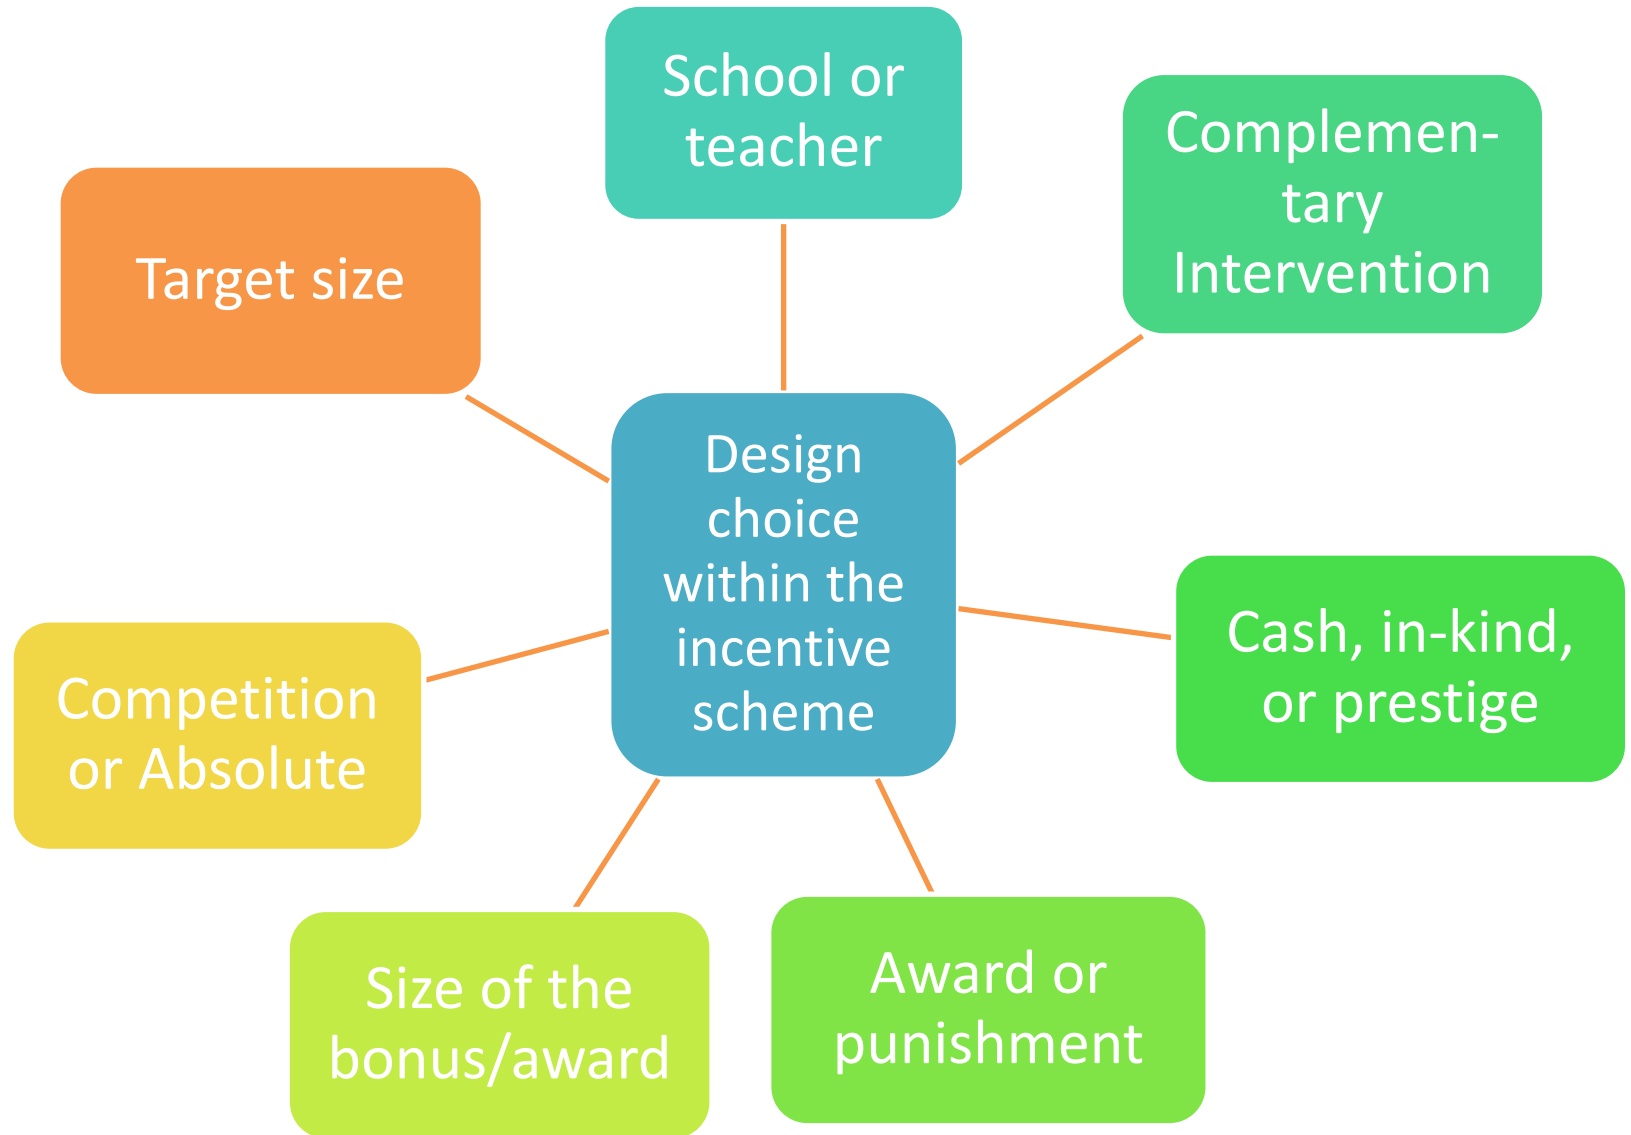 School or
teacher
Complemen-
tary
Intervention
Target size
Design
choice
within the
incentive
scheme
Cash, in-kind,
or prestige
Competition
or Absolute
Award or
punishment
Size of the
bonus/award